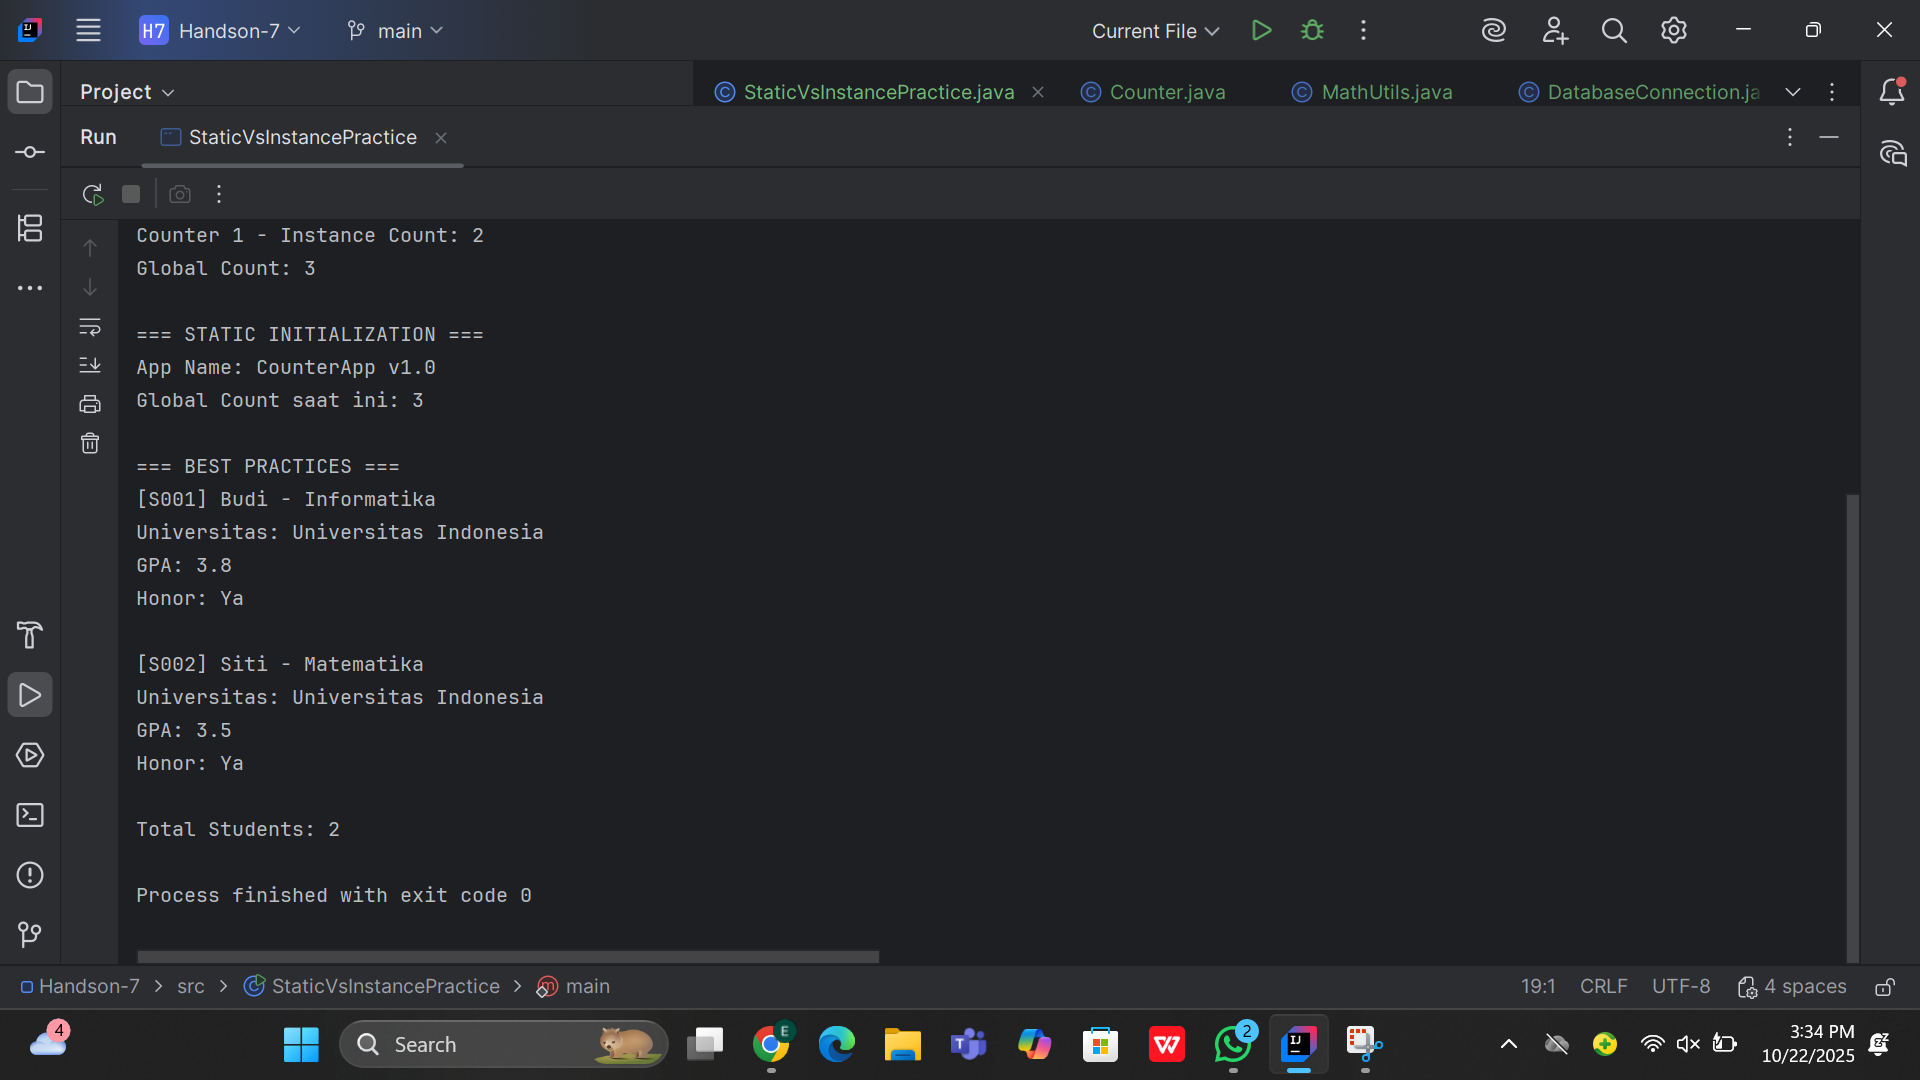 H7 Handson-7 main Current File
Project StaticVsInstancePractice.java Counter.java MathUtils.java DatabaseConnection.ja
Run StaticVsInstancePractice
Counter 1 - Instance Count: 2
Global Count: 3
=== STATIC INITIALIZATION ===
App Name: CounterApp v1.0
Global Count saat ini: 3
=== BEST PRACTICES ===
[S001] Budi - Informatika
Universitas: Universitas Indonesia
GPA: 3.8
Honor: Ya
[S002] Siti - Matematika
Universitas: Universitas Indonesia
GPA: 3.5
Honor: Ya
Total Students: 2
Process finished with exit code 0
Handson-7 > src > StaticVsInstancePractice > main 19:1 CRLF UTF-8 4 spaces
4 Search E 2 3:34 PM
10/22/2025